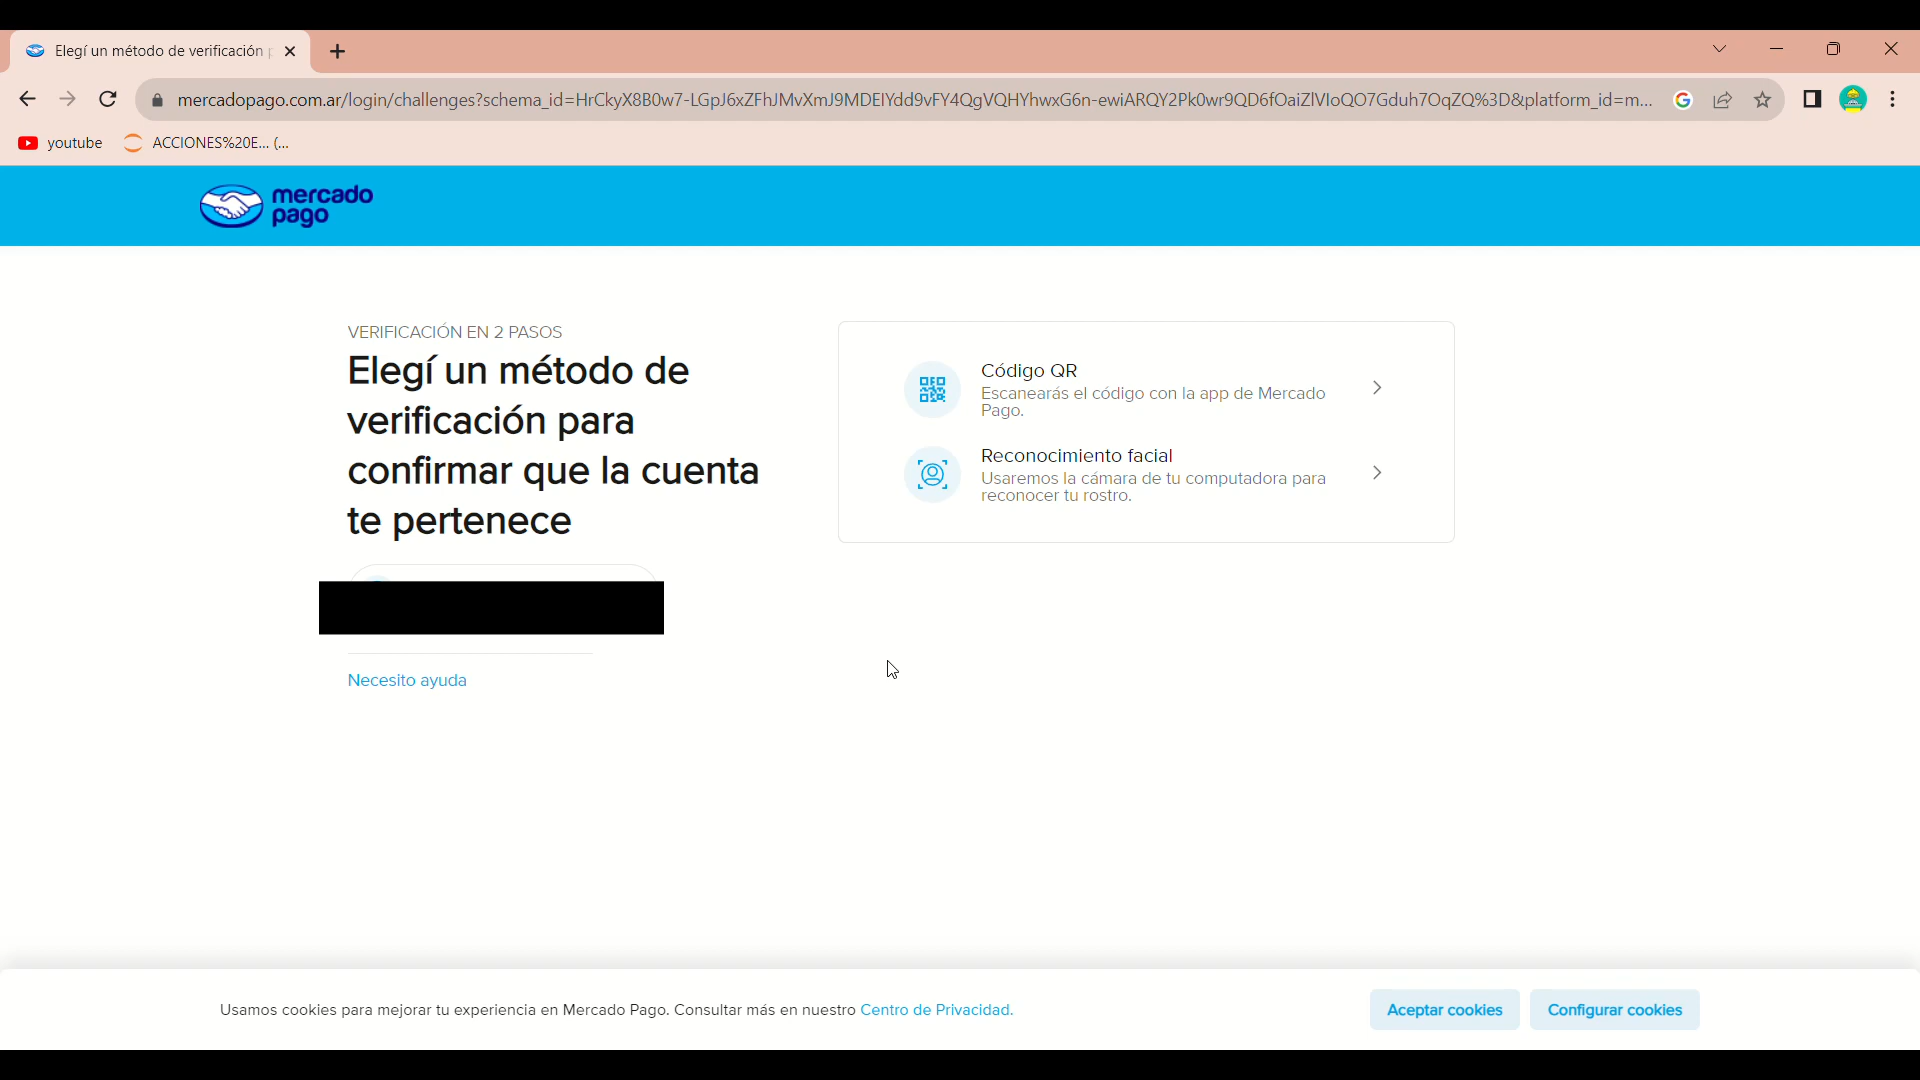 Elegí un método de verificación
mercadopago.com.ar/login/challenges?schema_id=HrCkyX8B0w7-LGpJ6xZFhJMvXmJ9MDEIYdd9vFY4QgVQHYhwxG6n-ewiARQY2Pk0wr9QD6fOaiZlVIoQO7Gduh7OqZQ%3D&platform_id=m...
youtube
ACCIONES%20E... (...
mercado
pago
VERIFICACIÓN EN 2 PASOS
Elegí un método de
verificación para
confirmar que la cuenta
te pertenece
Necesito ayuda
Código QR
Escanearás el código con la app de Mercado
Pago.
Reconocimiento facial
Usaremos la cámara de tu computadora para
reconocer tu rostro.
Usamos cookies para mejorar tu experiencia en Mercado Pago. Consultar más en nuestro Centro de Privacidad.
Aceptar cookies
Configurar cookies